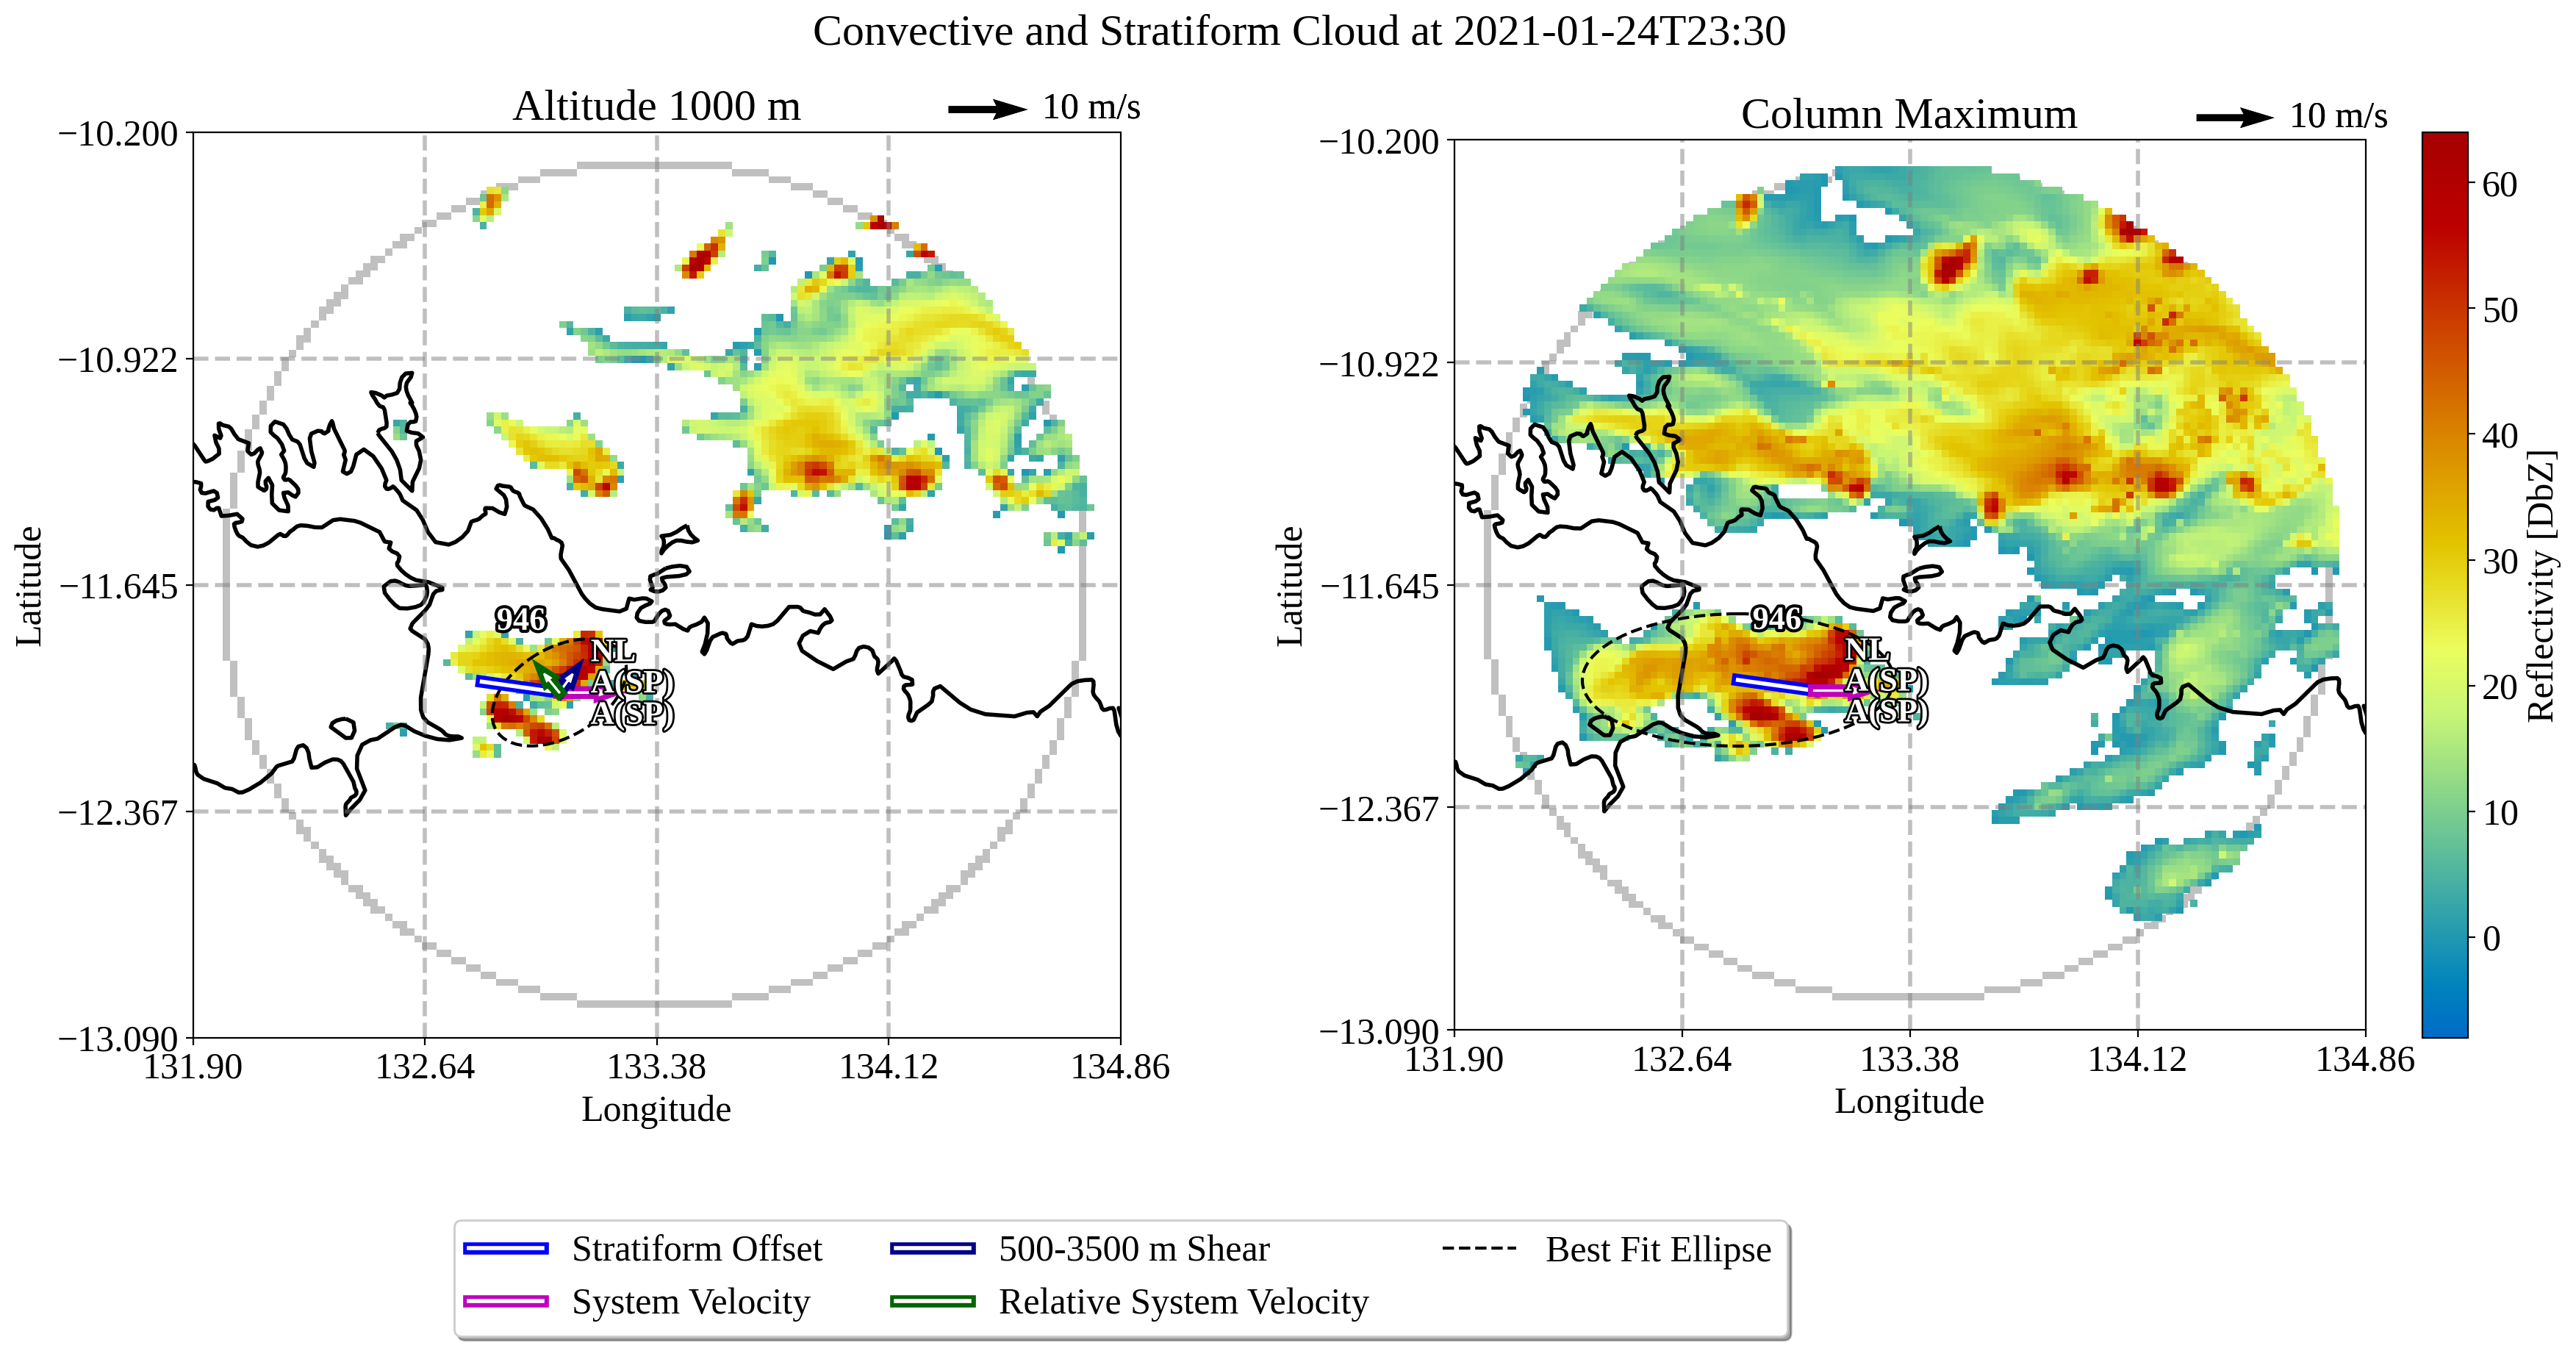 Convective and Stratiform Cloud at 2021-01-24T23:30
Altitude 1000 m
10 m/s
−10.200
−10.922
−11.645
−12.367
−13.090
131.90
132.64
133.38
134.12
134.86
Latitude
Longitude
946
NL
A(SP)
A(SP)
Column Maximum
10 m/s
−10.200
−10.922
−11.645
−12.367
−13.090
131.90
132.64
133.38
134.12
134.86
Latitude
Longitude
946
NL
A(SP)
A(SP)
60
50
40
30
20
10
0
Reflectivity [DbZ]
Stratiform Offset
System Velocity
500-3500 m Shear
Relative System Velocity
Best Fit Ellipse